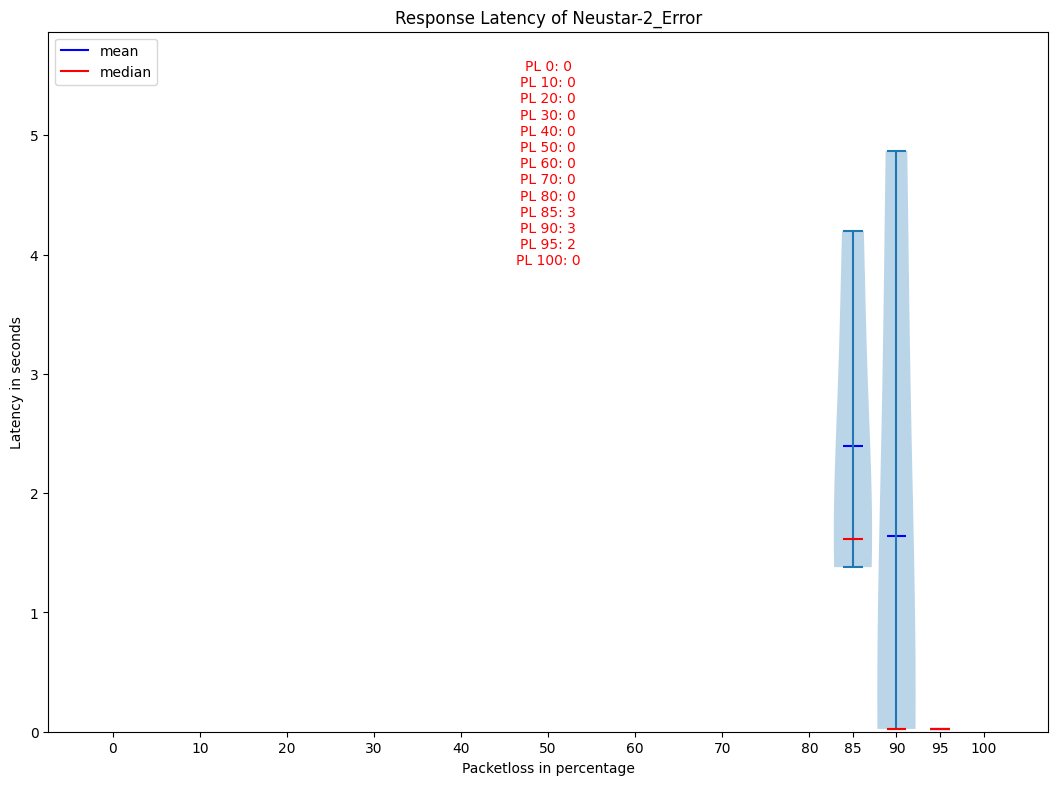 Response Latency of Neustar-2_Error
mean
median
PL 0: 0
PL 10: 0
PL 20: 0
PL 30: 0
PL 40: 0
PL 50: 0
PL 60: 0
PL 70: 0
PL 80: 0
PL 85: 3
PL 90: 3
PL 95: 2
PL 100: 0
Latency in seconds
5
4
3
2
1
0
0 10 20 30 40 50 60 70 80 85 90 95 100
Packetloss in percentage